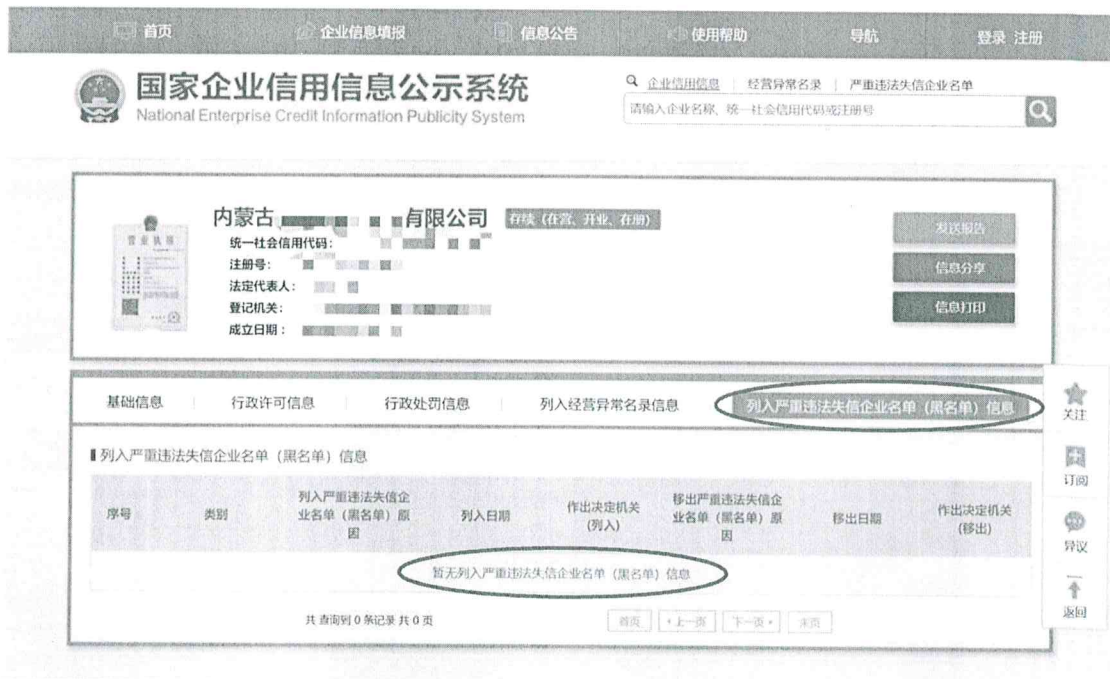 首页 企业信息填报 信息公告 使用帮助 导航 登录 注册
国家企业信用信息公示系统
National Enterprise Credit Information Publicity System
企业信用信息 | 经营异常名录 | 严重违法失信企业名单
请输入企业名称、统一社会信用代码或注册号
营业执照
内蒙古 有限公司 存续（在营、开业、在册）
统一社会信用代码：
注册号：
法定代表人：
登记机关：
成立日期：
发送报告
信息分享
信息打印
基础信息 行政许可信息 行政处罚信息 列入经营异常名录信息 列入严重违法失信企业名单（黑名单）信息
列入严重违法失信企业名单（黑名单）信息
序号 类别 列入严重违法失信企业名单（黑名单）原因 列入日期 作出决定机关(列入) 移出严重违法失信企业名单（黑名单）原因 移出日期 作出决定机关(移出)
暂无列入严重违法失信企业名单（黑名单）信息
共 查询到 0 条记录 共 0 页
首页 上一页 下一页 末页
关注
订阅
异议
返回